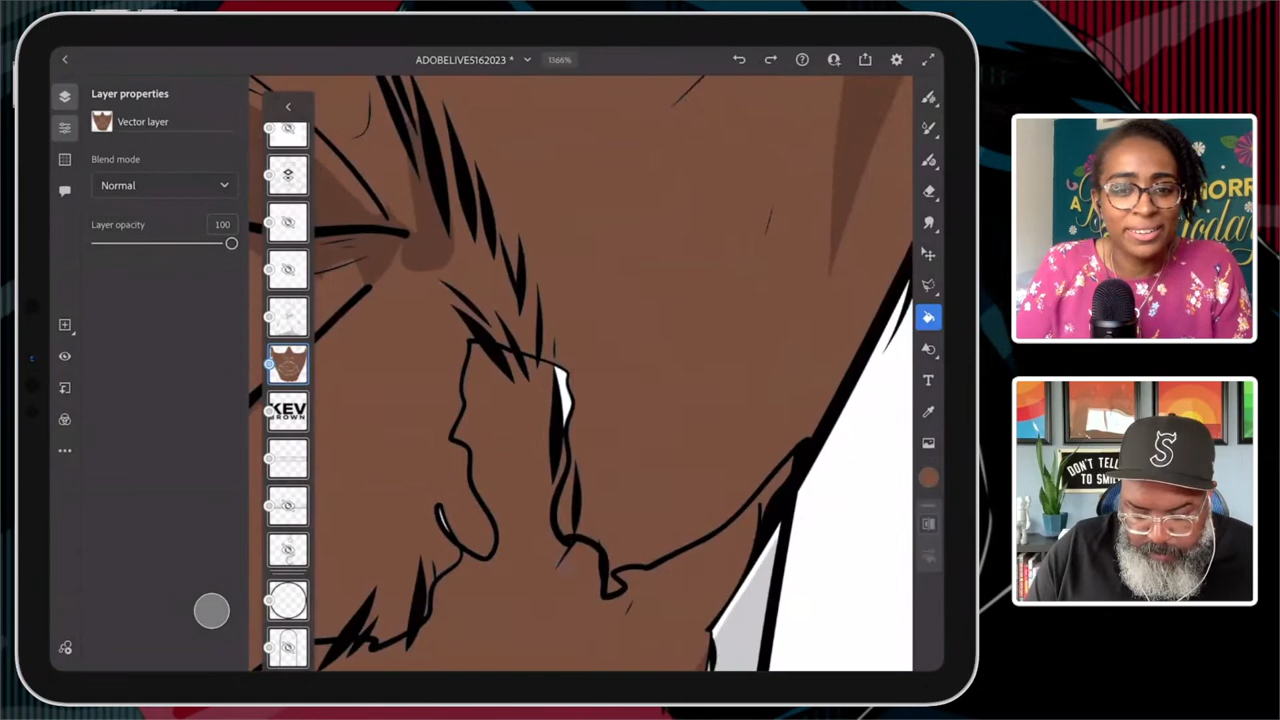 ADOBELIVE5162023 *
1366%
Layer properties
Vector layer
Blend mode
Normal
Layer opacity
100
KEV
BROWN
T
DON'T TELL
TO SMI
S